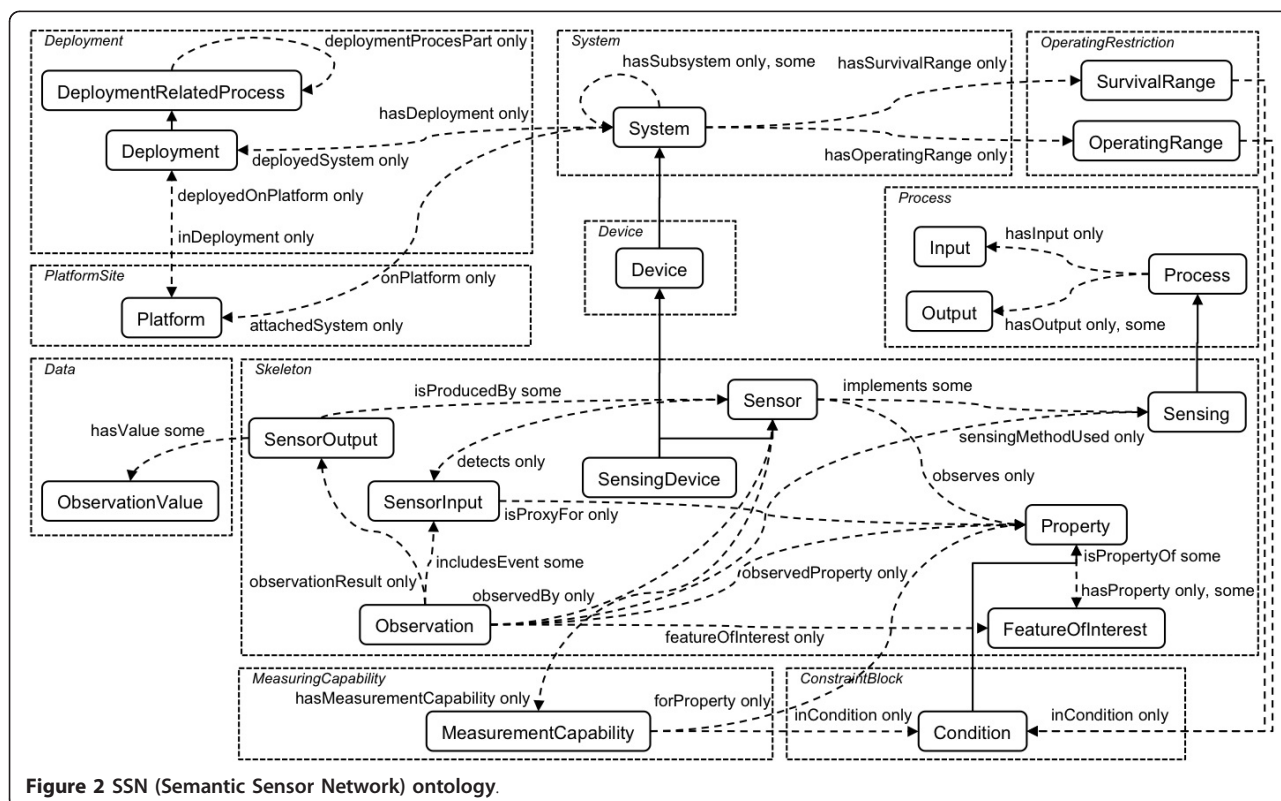 Deployment
deploymentProcesPart only
DeploymentRelatedProcess
hasDeployment only
Deployment
deployedSystem only
deployedOnPlatform only
inDeployment only
System
hasSubsystem only, some
hasSurvivalRange only
System
hasOperatingRange only
OperatingRestriction
SurvivalRange
OperatingRange
Process
hasInput only
Input
Process
Output
hasOutput only, some
Device
Device
PlatformSite
onPlatform only
Platform
attachedSystem only
Data
hasValue some
ObservationValue
Skeleton
isProducedBy some
Sensor
implements some
Sensing
SensorOutput
sensingMethodUsed only
detects only
SensingDevice
observes only
SensorInput
isProxyFor only
Property
isPropertyOf some
includesEvent some
observationResult only
observedBy only
observedProperty only
hasProperty only, some
Observation
featureOfInterest only
FeatureOfInterest
MeasuringCapability
hasMeasurementCapability only
forProperty only
MeasurementCapability
ConstraintBlock
inCondition only
Condition
inCondition only
Figure 2 SSN (Semantic Sensor Network) ontology.